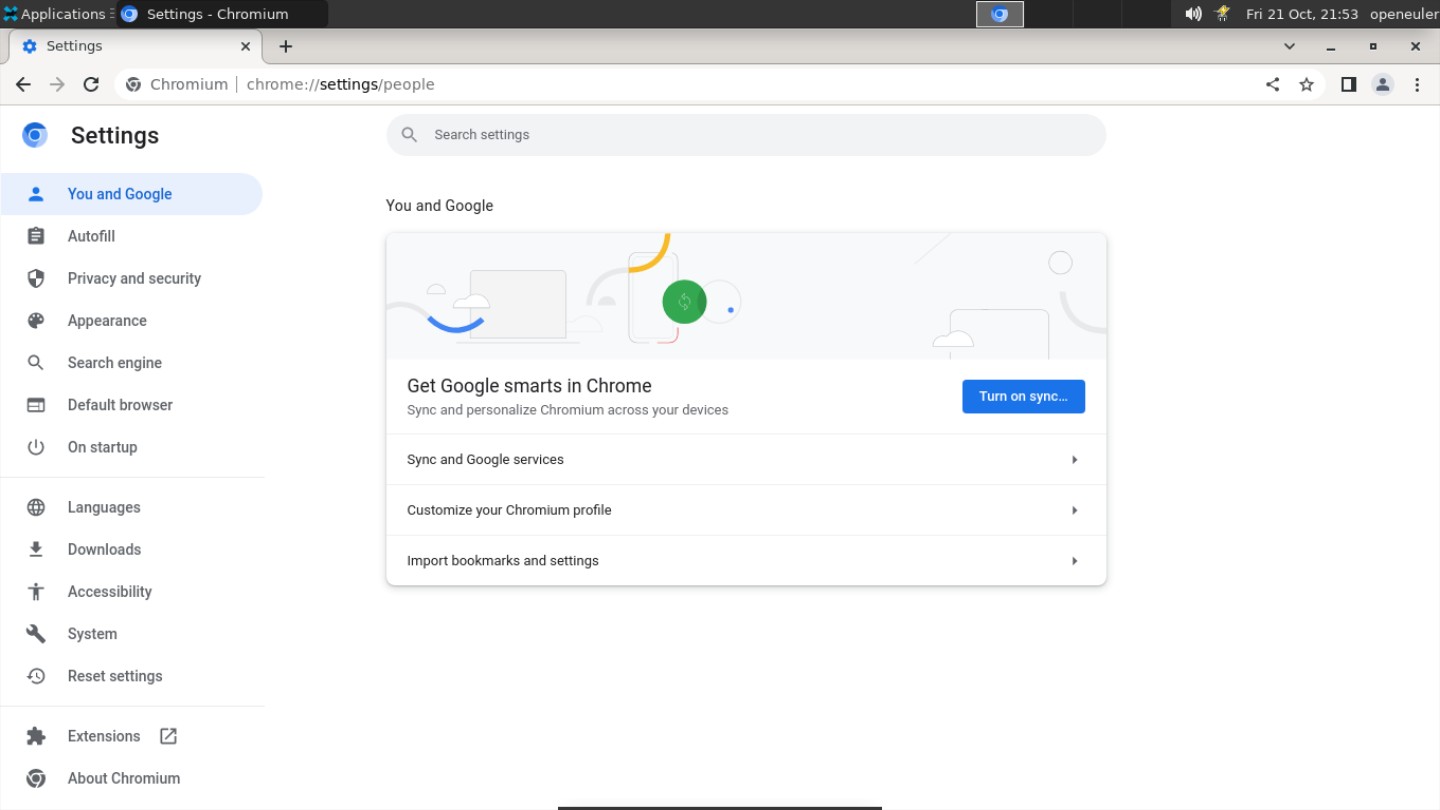 Applications
Settings - Chromium
Fri 21 Oct, 21:53
openeuler
Settings
Chromium
chrome://settings/people
Settings
Search settings
You and Google
Autofill
Privacy and security
Appearance
Search engine
Default browser
On startup
Languages
Downloads
Accessibility
System
Reset settings
Extensions
About Chromium
You and Google
Get Google smarts in Chrome
Sync and personalize Chromium across your devices
Turn on sync...
Sync and Google services
Customize your Chromium profile
Import bookmarks and settings